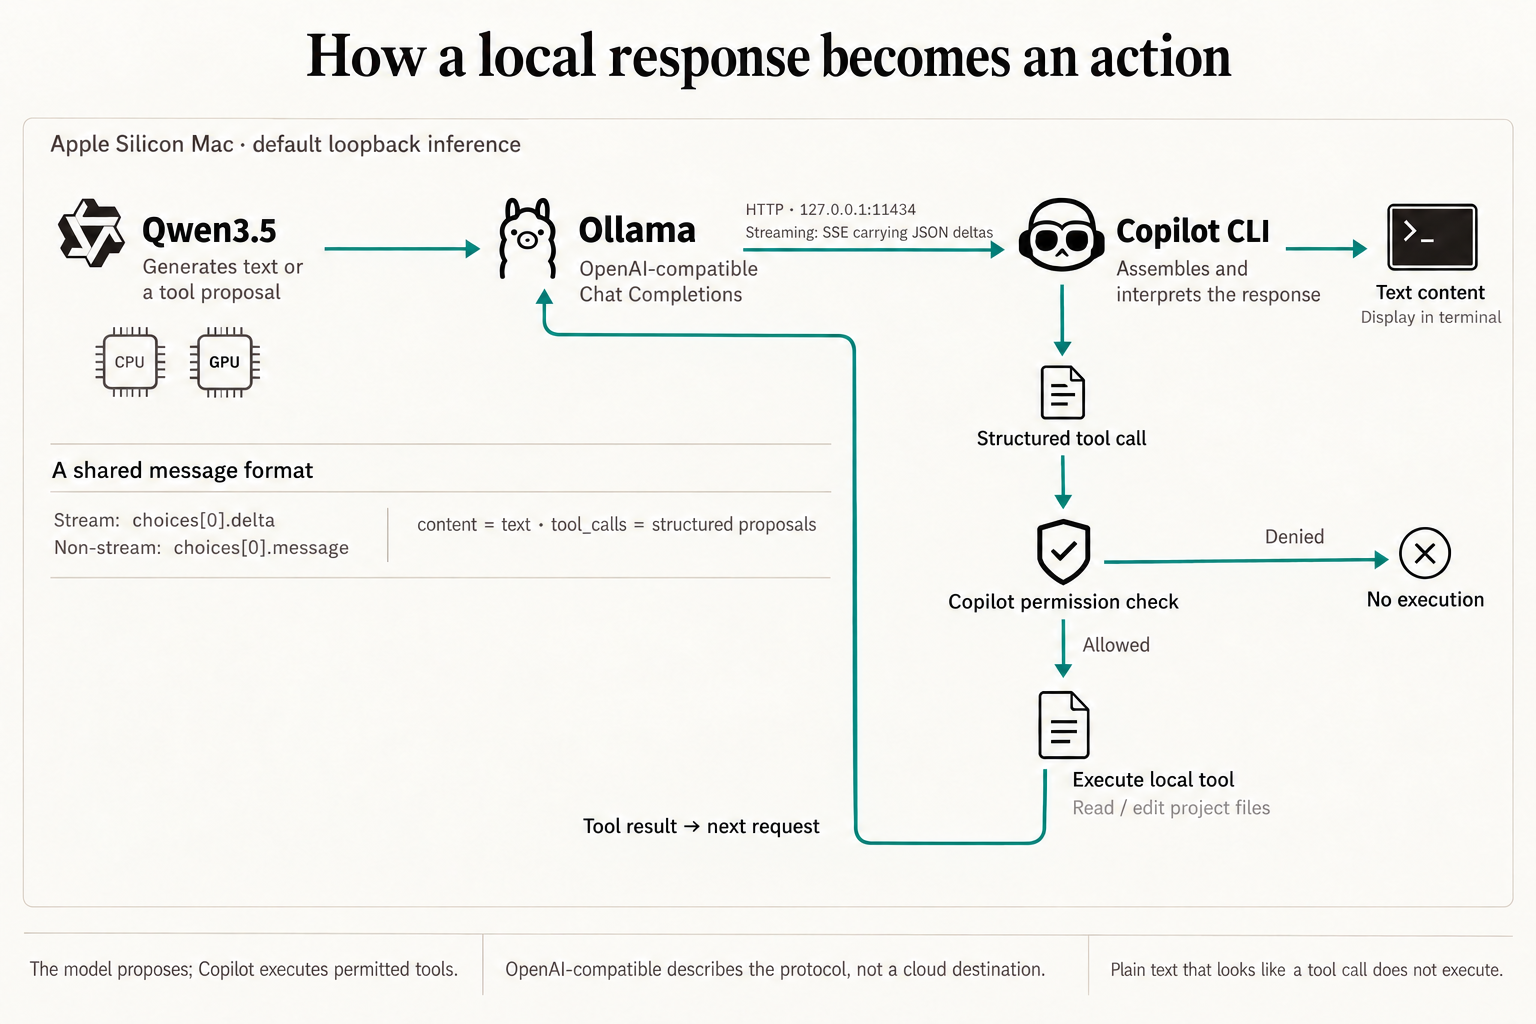 How a local response becomes an action
Apple Silicon Mac · default loopback inference
Qwen3.5
Generates text or
a tool proposal
CPU
GPU
Ollama
OpenAI-compatible
Chat Completions
HTTP · 127.0.0.1:11434
Streaming: SSE carrying JSON deltas
Copilot CLI
Assembles and
interprets the response
>_
Text content
Display in terminal
Structured tool call
Copilot permission check
Denied
No execution
Allowed
Execute local tool
Read / edit project files
Tool result → next request
A shared message format
Stream: choices[0].delta
Non-stream: choices[0].message
content = text · tool_calls = structured proposals
The model proposes; Copilot executes permitted tools.
OpenAI-compatible describes the protocol, not a cloud destination.
Plain text that looks like a tool call does not execute.